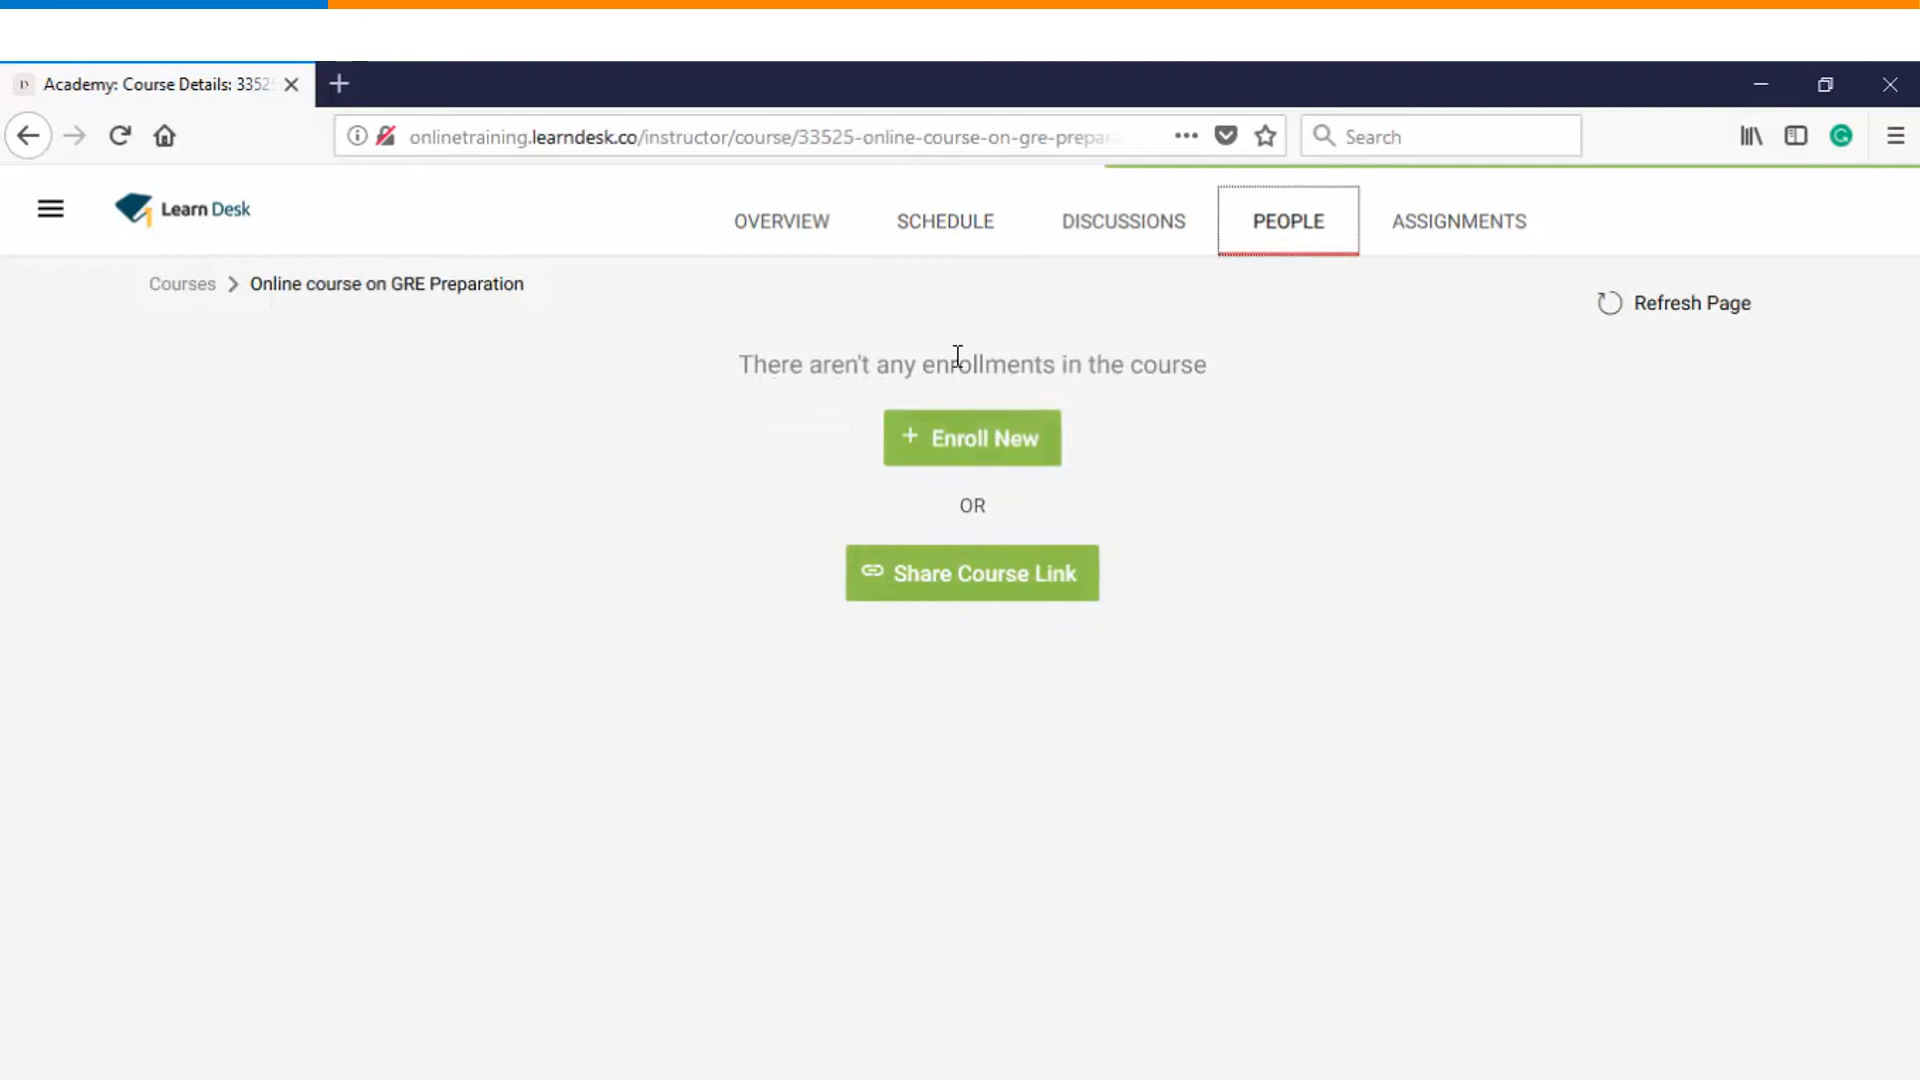 Academy: Course Details: 3352
onlinetraining.learndesk.co/instructor/course/33525-online-course-on-gre-prepar
Search
Learn Desk
OVERVIEW
SCHEDULE
DISCUSSIONS
PEOPLE
ASSIGNMENTS
Courses > Online course on GRE Preparation
Refresh Page
There aren't any enrollments in the course
+ Enroll New
OR
Share Course Link